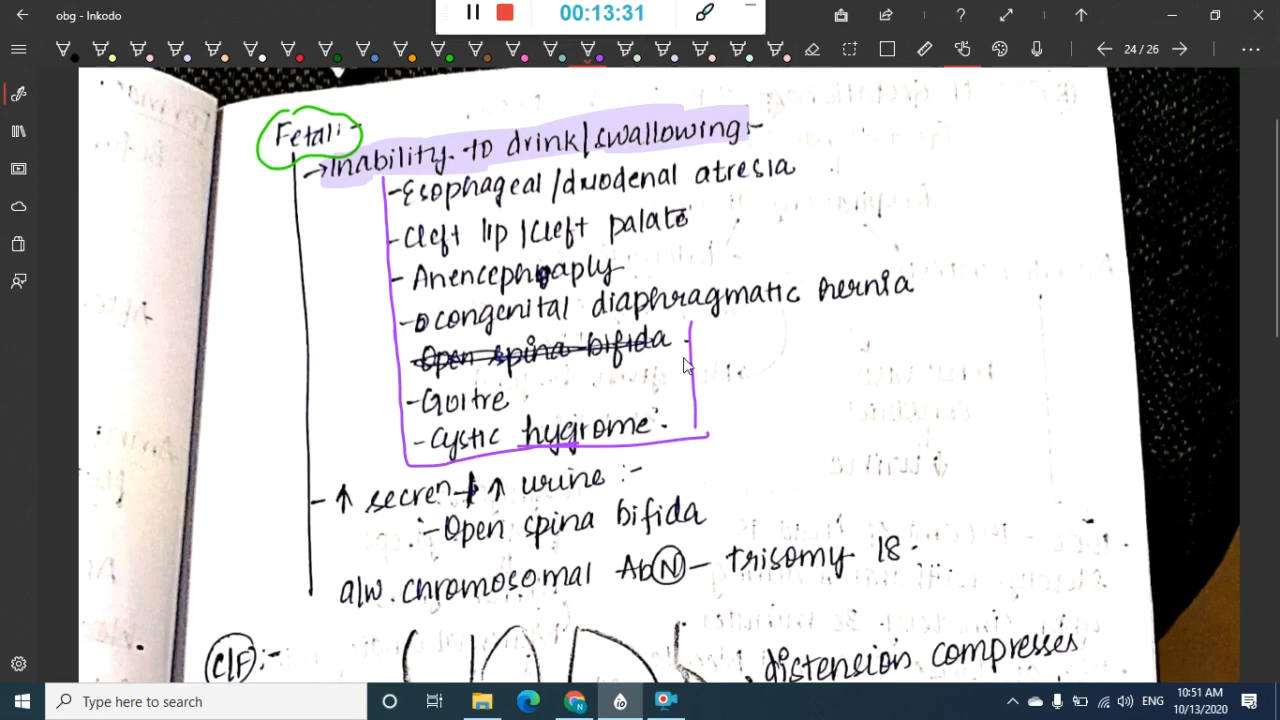 obg - Inkodo
00:13:31
24 / 26
Fetal:-
→Inability to drink/swallowing:-
-Esophageal/duodenal atresia
-Cleft lip/cleft palate
-Anencephgaply
-congenital diaphragmatic hernia
Open spina bifida
-Goitre
-Cystic hygrome.
-↑ secren ↑ urine :-
:-Open spina bifida
a/w. chromosomal Ab(N)- trisomy 18.
C/F:-
. distension compresses
Type here to search
ENG
10:51 AM
10/13/2020